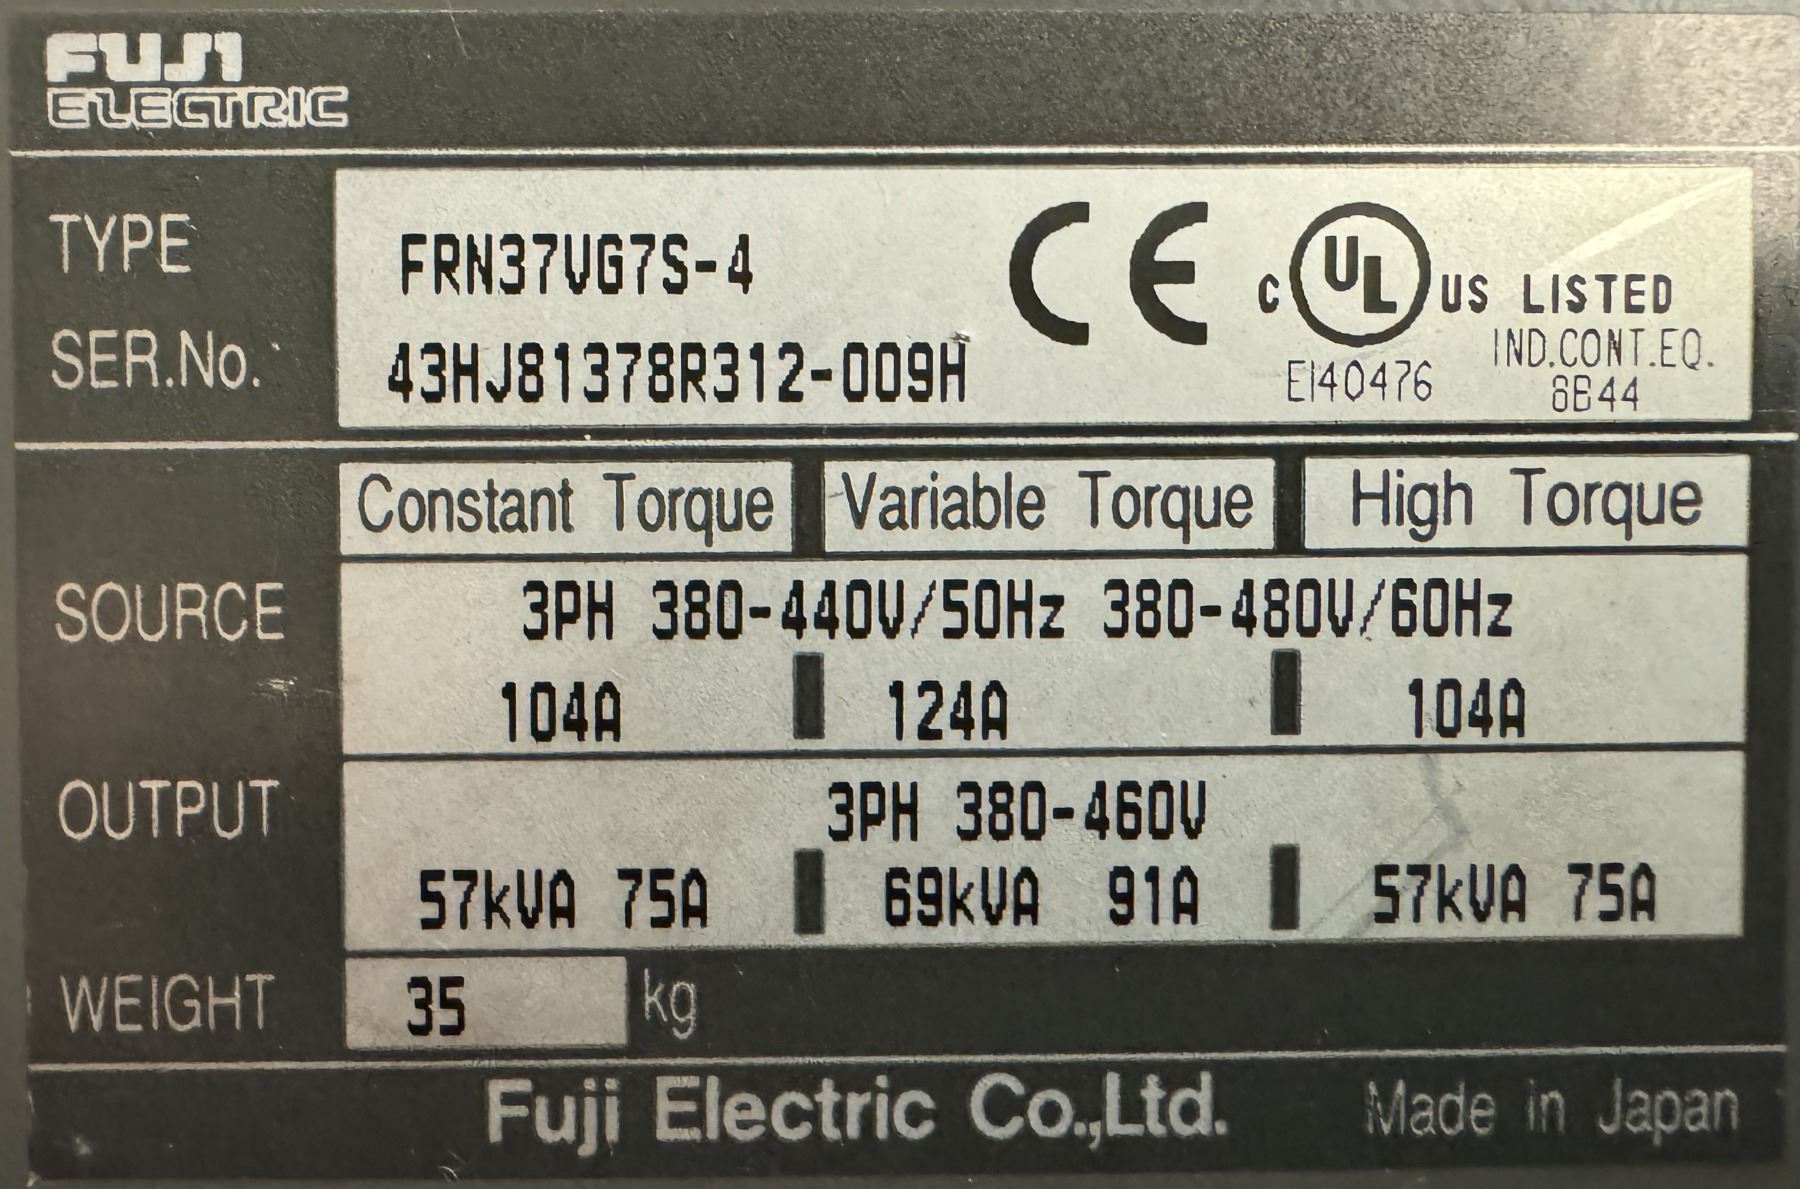 FUJI
ELECTRIC
TYPE FRN37VG7S-4
SER.No. 43HJ81378R312-009H
CE
C UL US LISTED
IND.CONT.EQ.
E140476 8B44
Constant Torque Variable Torque High Torque
SOURCE 3PH 380-440V/50Hz 380-480V/60Hz
104A 124A 104A
OUTPUT 3PH 380-460V
57kVA 75A 69kVA 91A 57kVA 75A
WEIGHT 35 kg
Fuji Electric Co.,Ltd. Made in Japan